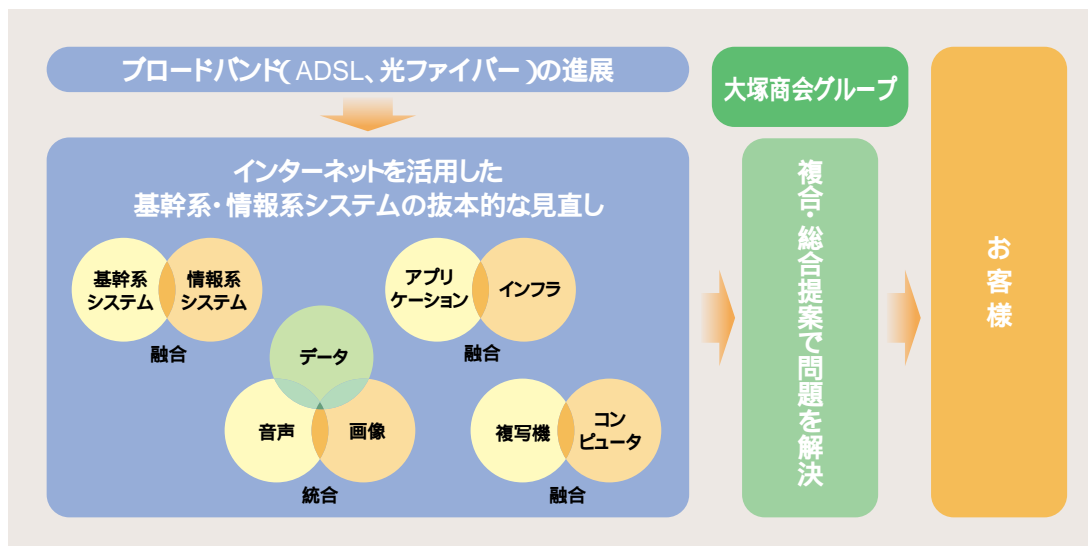 ブロードバンド(ADSL、光ファイバー)の進展
インターネットを活用した
基幹系・情報系システムの抜本的な見直し
基幹系
システム
情報系
システム
融合
アプリ
ケーション
インフラ
融合
データ
音声
画像
統合
複写機
コン
ピュータ
融合
大塚商会グループ
複合・総合提案で問題を解決
お客様